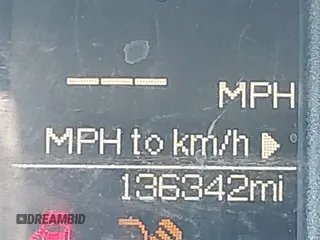 --- MPH
MPH to km/h ▶
136342mi
DREAMBID